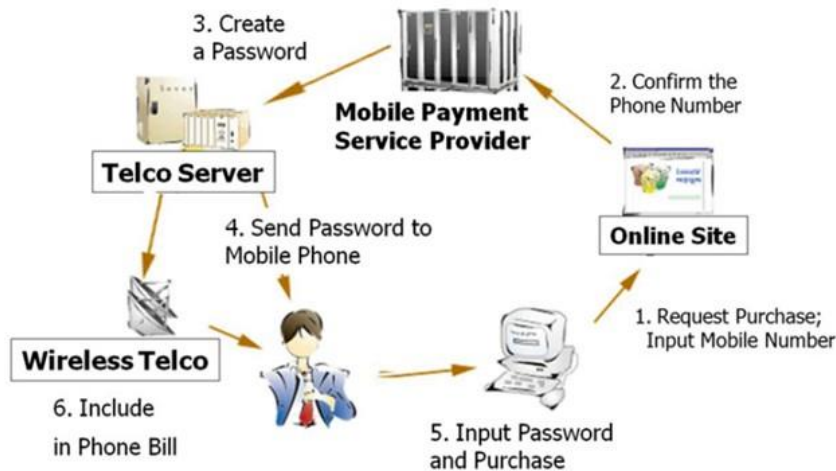 3. Create
a Password
Mobile Payment
Service Provider
2. Confirm the
Phone Number
Telco Server
4. Send Password to
Mobile Phone
Online Site
1. Request Purchase;
Input Mobile Number
Wireless Telco
6. Include
in Phone Bill
5. Input Password
and Purchase